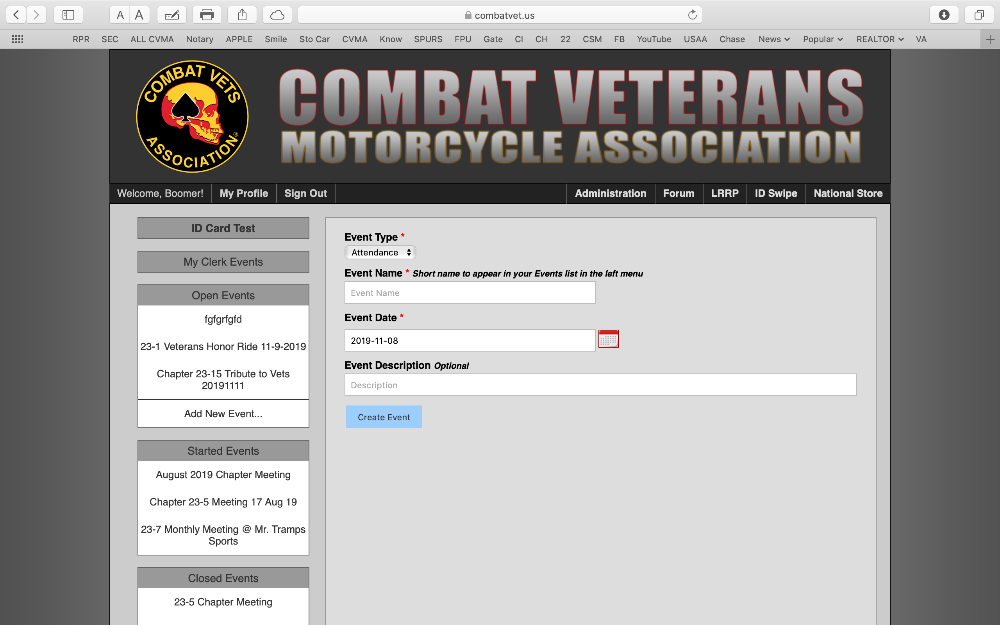 A A combatvet.us
RPR SEC ALL CVMA Notary APPLE Smile Sto Car CVMA Know SPURS FPU Gate CI CH 22 CSM FB YouTube USAA Chase News Popular REALTOR VA
COMBAT VETS
ASSOCIATION®
COMBAT VETERANS
MOTORCYCLE ASSOCIATION
Welcome, Boomer! My Profile Sign Out Administration Forum LRRP ID Swipe National Store
ID Card Test
My Clerk Events
Open Events
fgfgrfgfd
23-1 Veterans Honor Ride 11-9-2019
Chapter 23-15 Tribute to Vets
20191111
Add New Event...
Started Events
August 2019 Chapter Meeting
Chapter 23-5 Meeting 17 Aug 19
23-7 Monthly Meeting @ Mr. Tramps
Sports
Closed Events
23-5 Chapter Meeting
Event Type *
Attendance
Event Name * Short name to appear in your Events list in the left menu
Event Name
Event Date *
2019-11-08
Event Description Optional
Description
Create Event